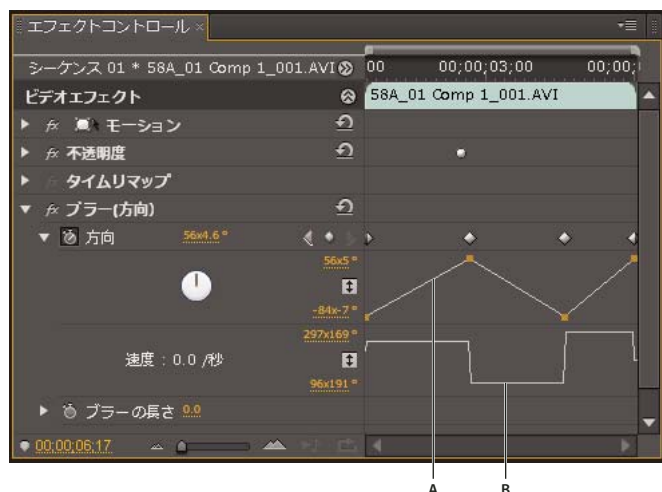 エフェクトコントロール ×
シーケンス 01 * 58A_01 Comp 1_001.AVI
00 00;00;03;00 00;00;
ビデオエフェクト
58A_01 Comp 1_001.AVI
fx モーション
fx 不透明度
タイムリマップ
fx ブラー(方向)
方向 56x4.6 °
56x5 °
-84x-7 °
297x169 °
速度 : 0.0 /秒
96x191 °
ブラーの長さ 0.0
00;00;06;17
A B